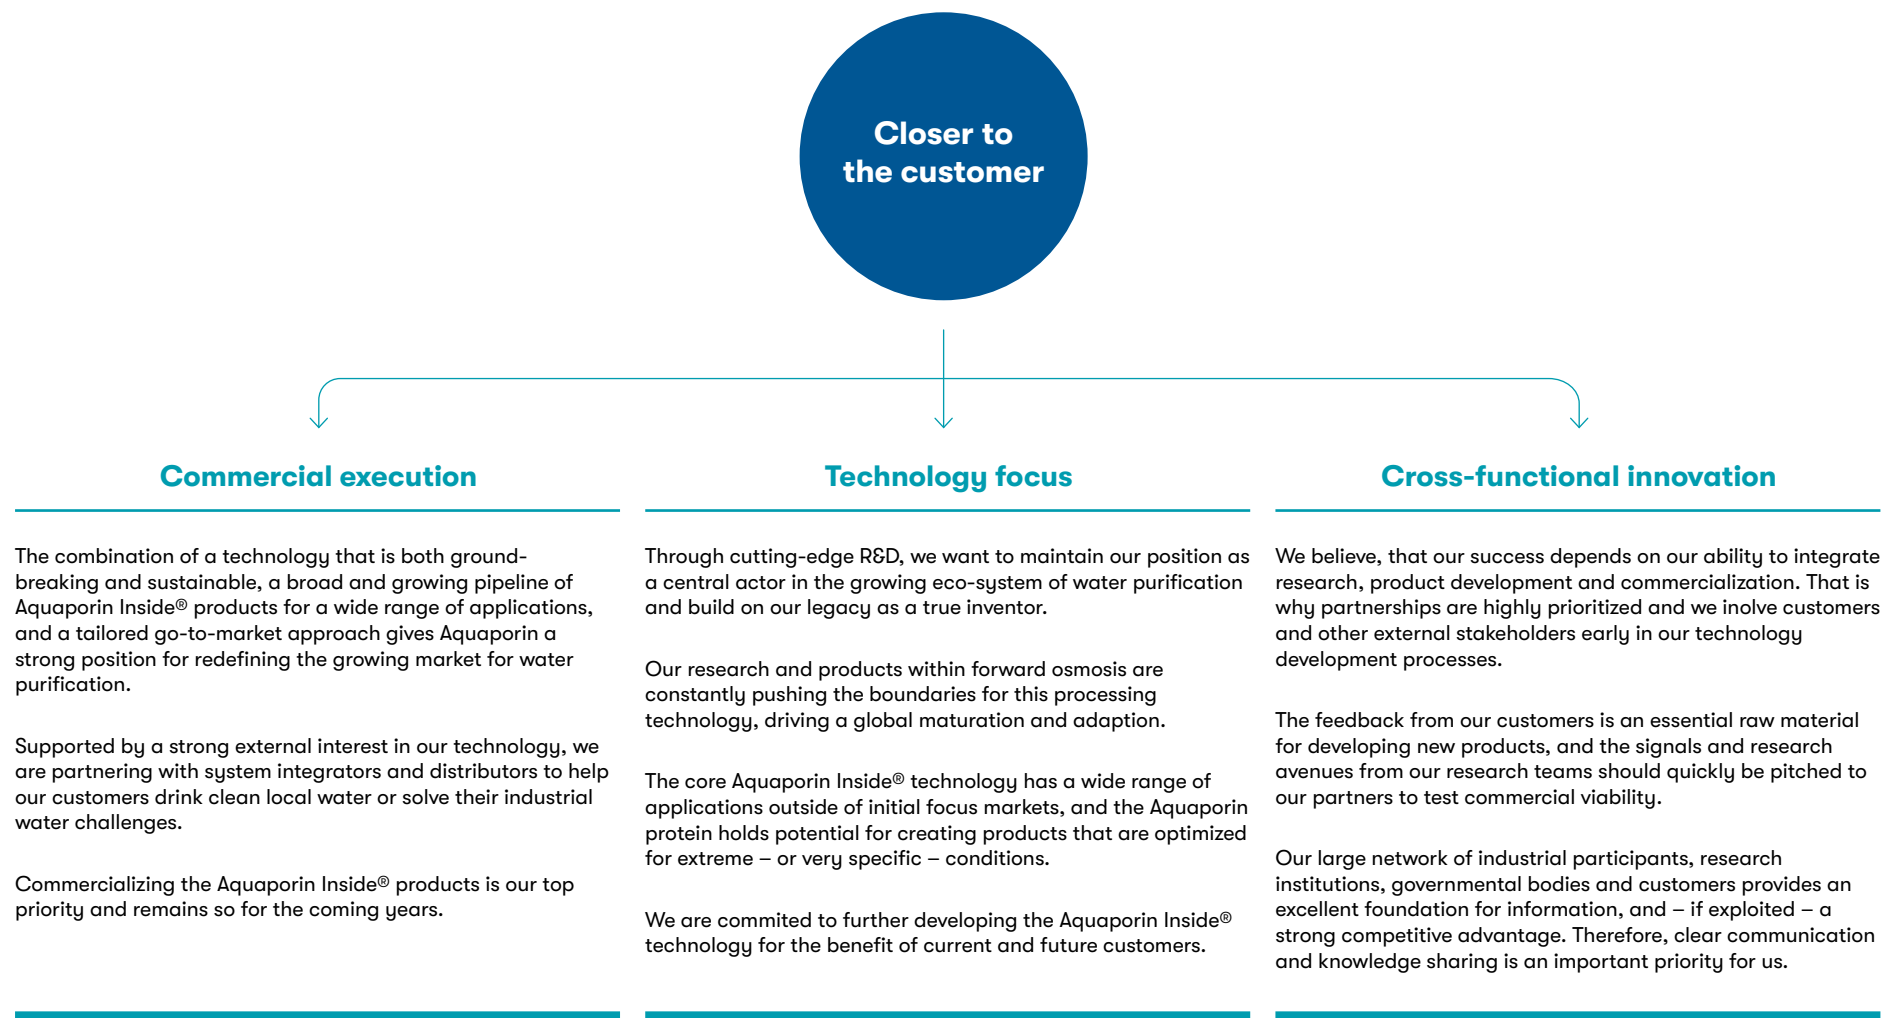 Closer to
the customer
Commercial execution
The combination of a technology that is both ground-
breaking and sustainable, a broad and growing pipeline of
Aquaporin Inside® products for a wide range of applications,
and a tailored go-to-market approach gives Aquaporin a
strong position for redefining the growing market for water
purification.
Supported by a strong external interest in our technology, we
are partnering with system integrators and distributors to help
our customers drink clean local water or solve their industrial
water challenges.
Commercializing the Aquaporin Inside® products is our top
priority and remains so for the coming years.
Technology focus
Through cutting-edge R&D, we want to maintain our position as
a central actor in the growing eco-system of water purification
and build on our legacy as a true inventor.
Our research and products within forward osmosis are
constantly pushing the boundaries for this processing
technology, driving a global maturation and adaption.
The core Aquaporin Inside® technology has a wide range of
applications outside of initial focus markets, and the Aquaporin
protein holds potential for creating products that are optimized
for extreme – or very specific – conditions.
We are commited to further developing the Aquaporin Inside®
technology for the benefit of current and future customers.
Cross-functional innovation
We believe, that our success depends on our ability to integrate
research, product development and commercialization. That is
why partnerships are highly prioritized and we inolve customers
and other external stakeholders early in our technology
development processes.
The feedback from our customers is an essential raw material
for developing new products, and the signals and research
avenues from our research teams should quickly be pitched to
our partners to test commercial viability.
Our large network of industrial participants, research
institutions, governmental bodies and customers provides an
excellent foundation for information, and – if exploited – a
strong competitive advantage. Therefore, clear communication
and knowledge sharing is an important priority for us.